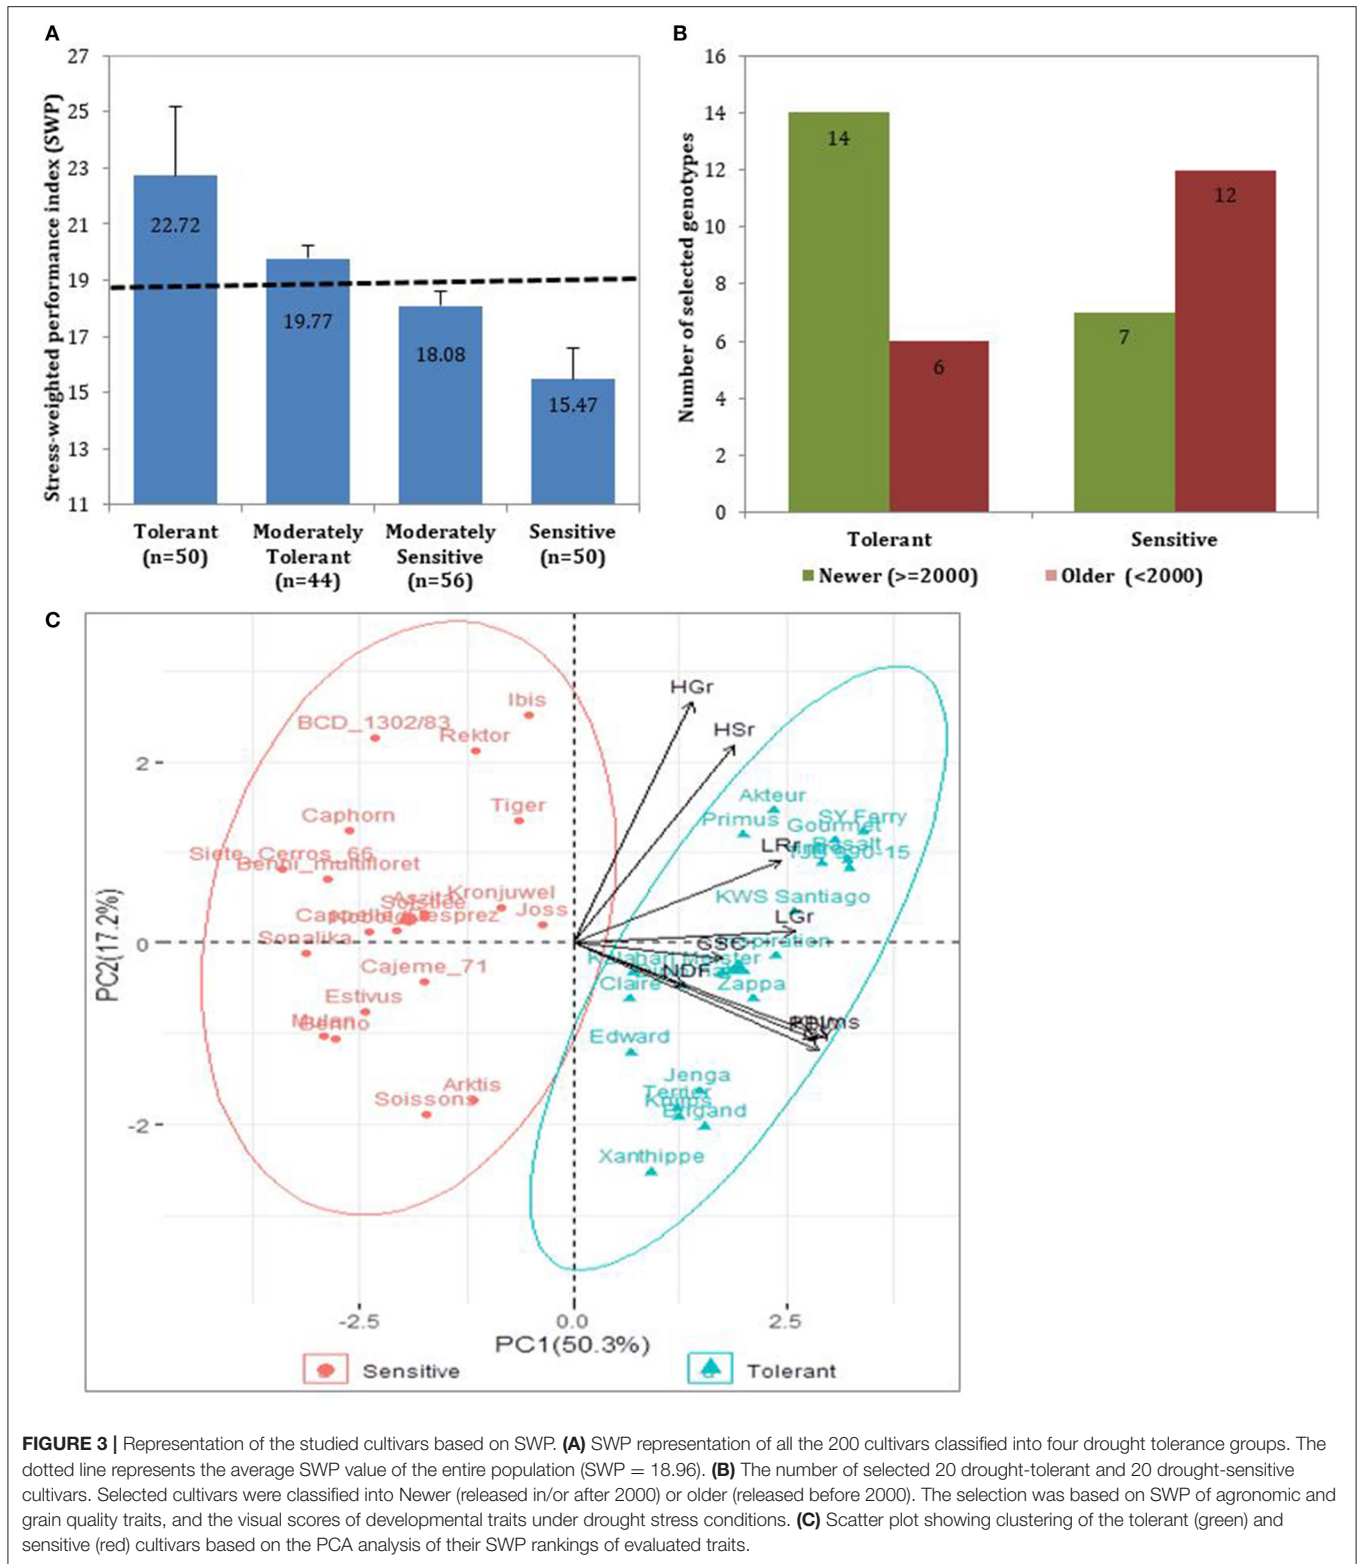 A
27
25
23
21
19
17
15
13
11
Stress-weighted performance index (SWP)
22.72
19.77
18.08
15.47
Tolerant
(n=50)
Moderately
Tolerant
(n=44)
Moderately
Sensitive
(n=56)
Sensitive
(n=50)
B
16
14
12
10
8
6
4
2
0
Number of selected genotypes
14
6
7
12
Tolerant
Sensitive
Newer (>=2000)
Older (<2000)
C
PC2(17.2%)
2
0
-2
Ibis
BCD_1302/83
Rektor
Tiger
Caphorn
Siete_Cerros_66
Benni_multifloret
Kronjuwel
Solstice
Joss
Sonalika
Cajeme_71
Estivus
Mulan
Benno
Arktis
Soissons
HGr
HSr
Akteur
Primus
SY Ferry
Gourmet
Basalt
LRr
KWS Santiago
LGr
GSC
NDF
Claire
Zappa
Edward
Jenga
Terrier
Brigand
Xanthippe
-2.5
0.0
2.5
PC1(50.3%)
Sensitive
Tolerant
FIGURE 3 | Representation of the studied cultivars based on SWP. (A) SWP representation of all the 200 cultivars classified into four drought tolerance groups. The
dotted line represents the average SWP value of the entire population (SWP = 18.96). (B) The number of selected 20 drought-tolerant and 20 drought-sensitive
cultivars. Selected cultivars were classified into Newer (released in/or after 2000) or older (released before 2000). The selection was based on SWP of agronomic and
grain quality traits, and the visual scores of developmental traits under drought stress conditions. (C) Scatter plot showing clustering of the tolerant (green) and
sensitive (red) cultivars based on the PCA analysis of their SWP rankings of evaluated traits.